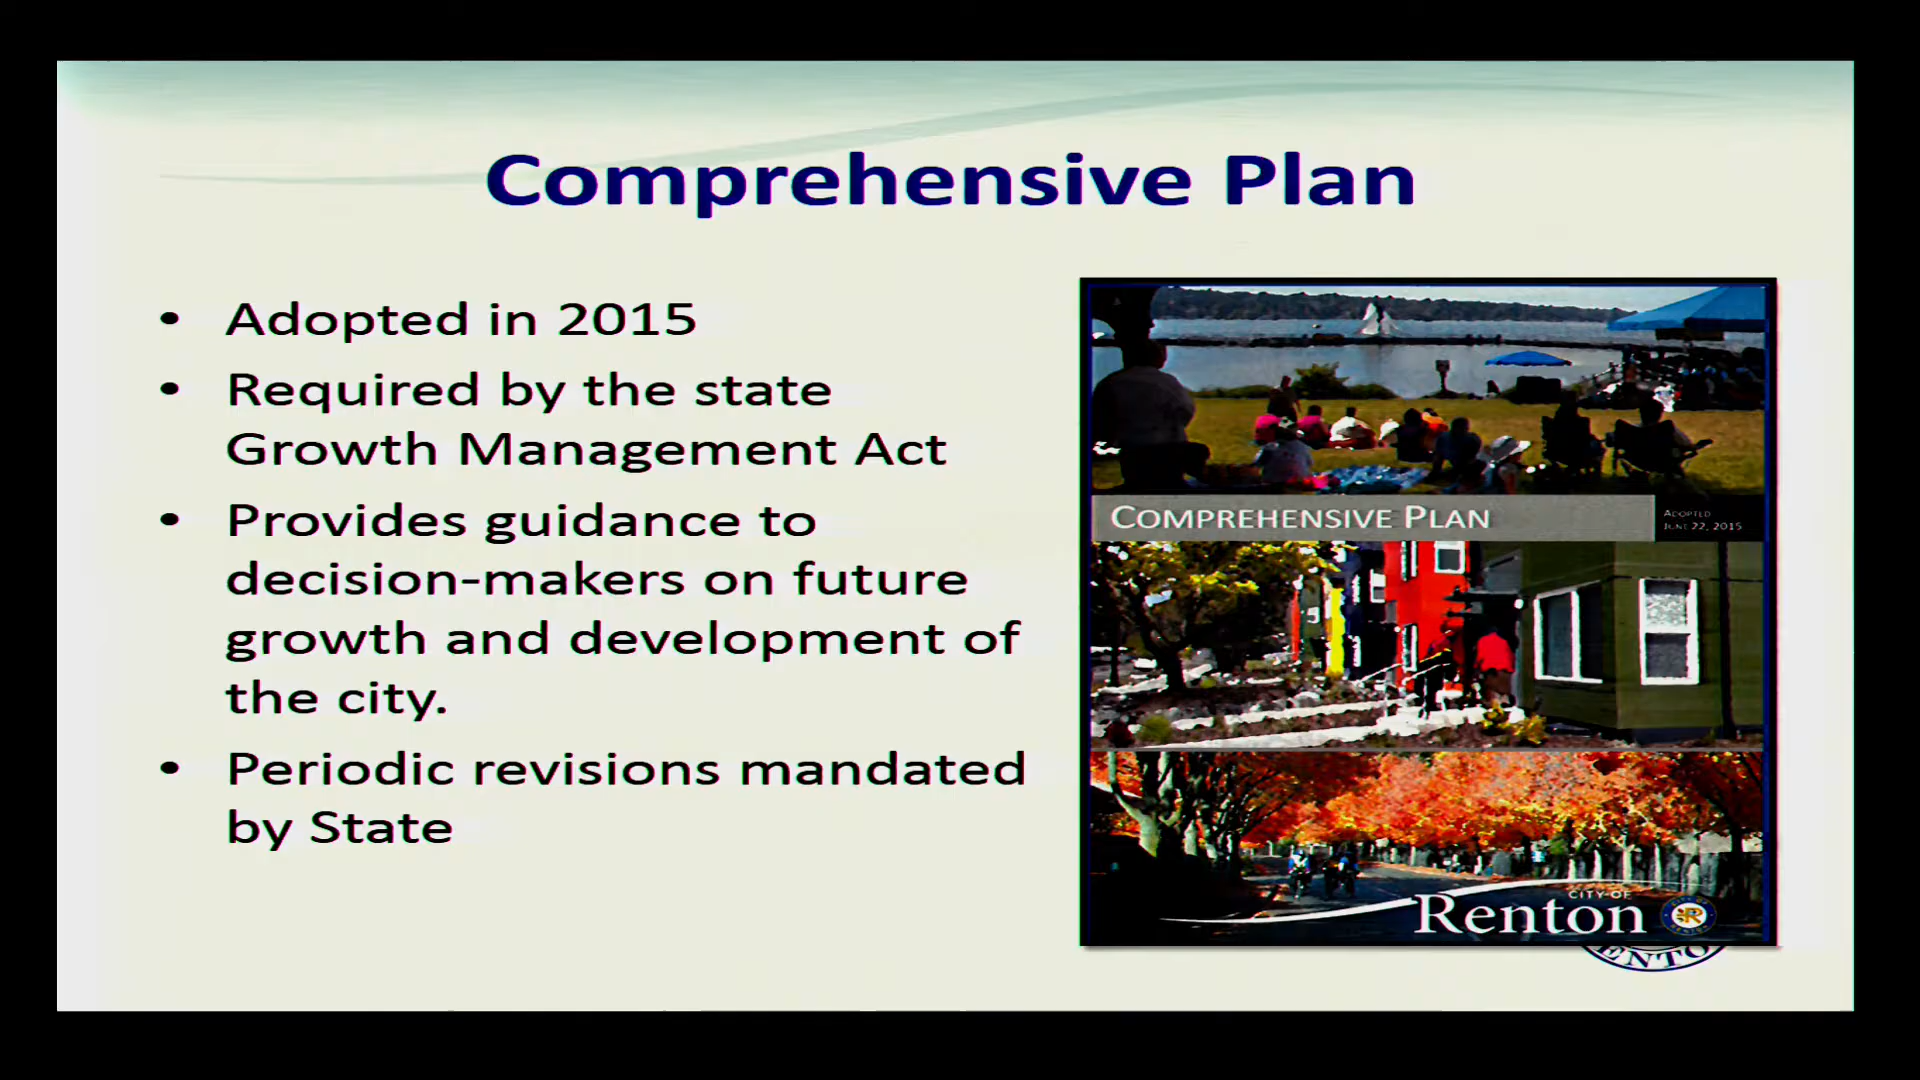 Comprehensive Plan
• Adopted in 2015
• Required by the state
Growth Management Act
• Provides guidance to
decision-makers on future
growth and development of
the city.
• Periodic revisions mandated
by State
COMPREHENSIVE PLAN
ADOPTED
JUNE 22, 2015
CITY OF
Renton
ENTO